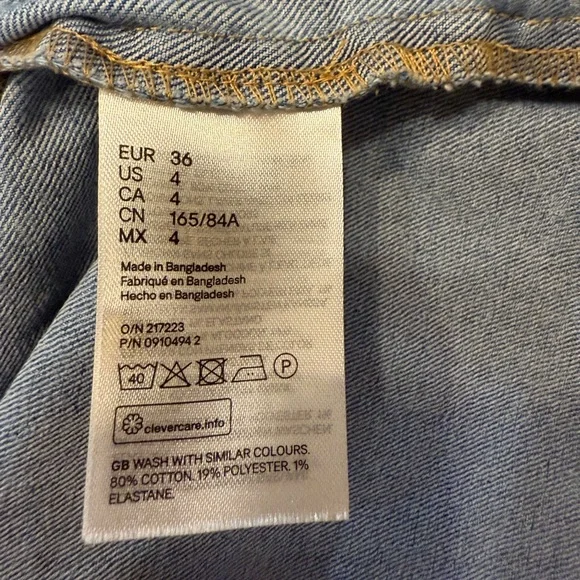 EUR 36
US 4
CA 4
CN 165/84A
MX 4
Made in Bangladesh
Fabriqué en Bangladesh
Hecho en Bangladesh
O/N 217223
P/N 0910494 2
40 P
clevercare.info
GB WASH WITH SIMILAR COLOURS.
80% COTTON. 19% POLYESTER. 1%
ELASTANE.